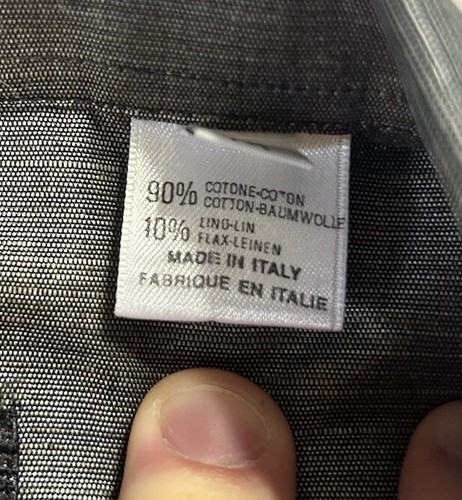 90% COTONE-COTON
COTTON-BAUMWOLLE
10% LINO-LIN
FLAX-LEINEN
MADE IN ITALY
FABRIQUE EN ITALIE